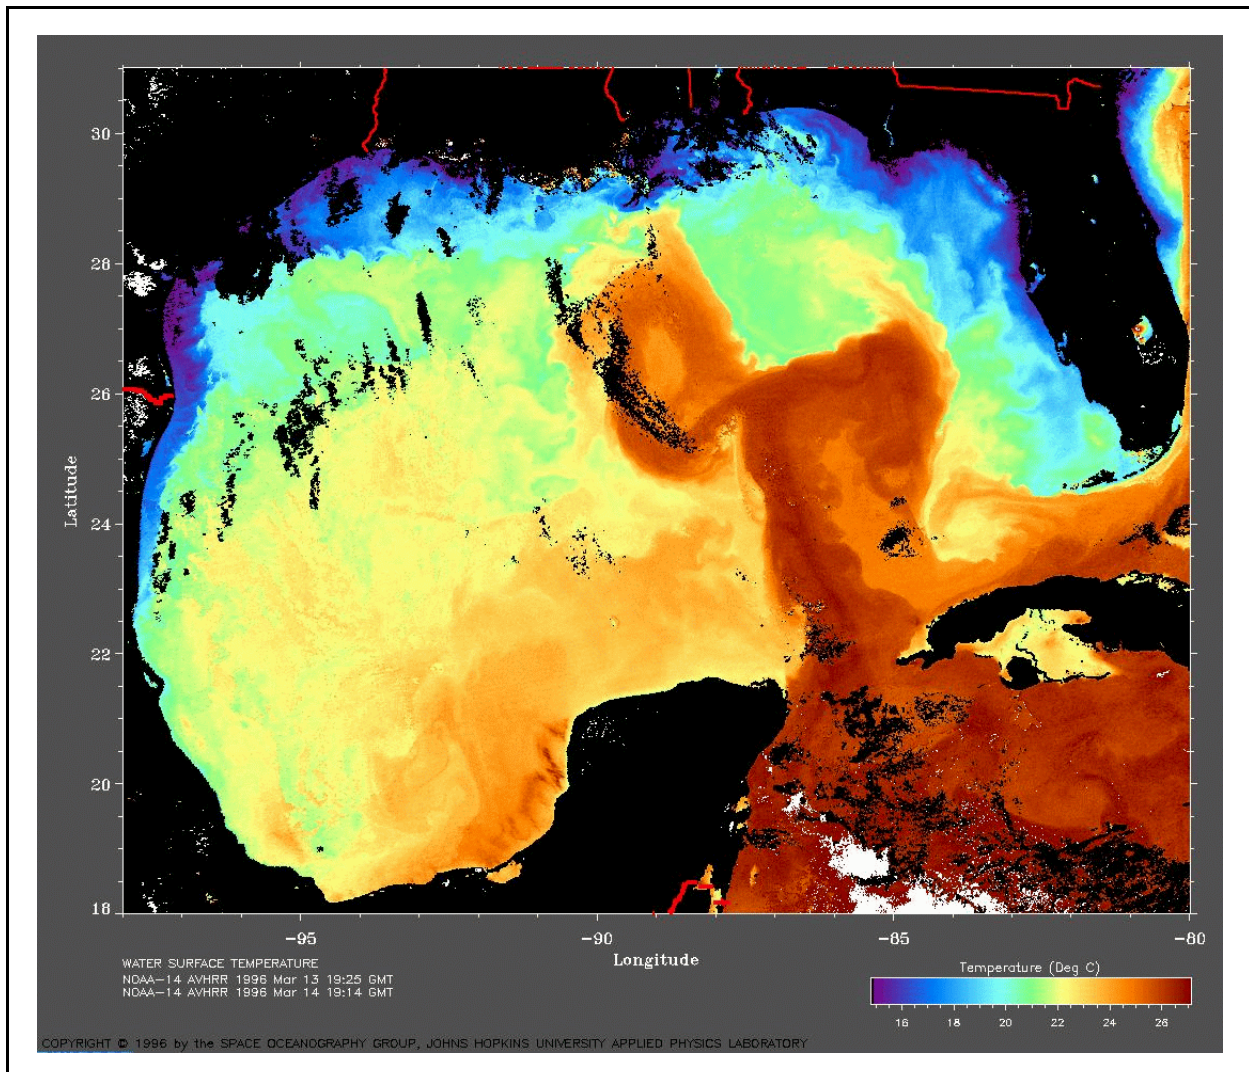 30
28
26
24
22
20
18
Latitude
-95
-90
-85
-80
Longitude
WATER SURFACE TEMPERATURE
NOAA-14 AVHRR 1996 Mar 13 19:25 GMT
NOAA-14 AVHRR 1996 Mar 14 19:14 GMT
Temperature (Deg C)
16 18 20 22 24 26
COPYRIGHT © 1996 by the SPACE OCEANOGRAPHY GROUP, JOHNS HOPKINS UNIVERSITY APPLIED PHYSICS LABORATORY